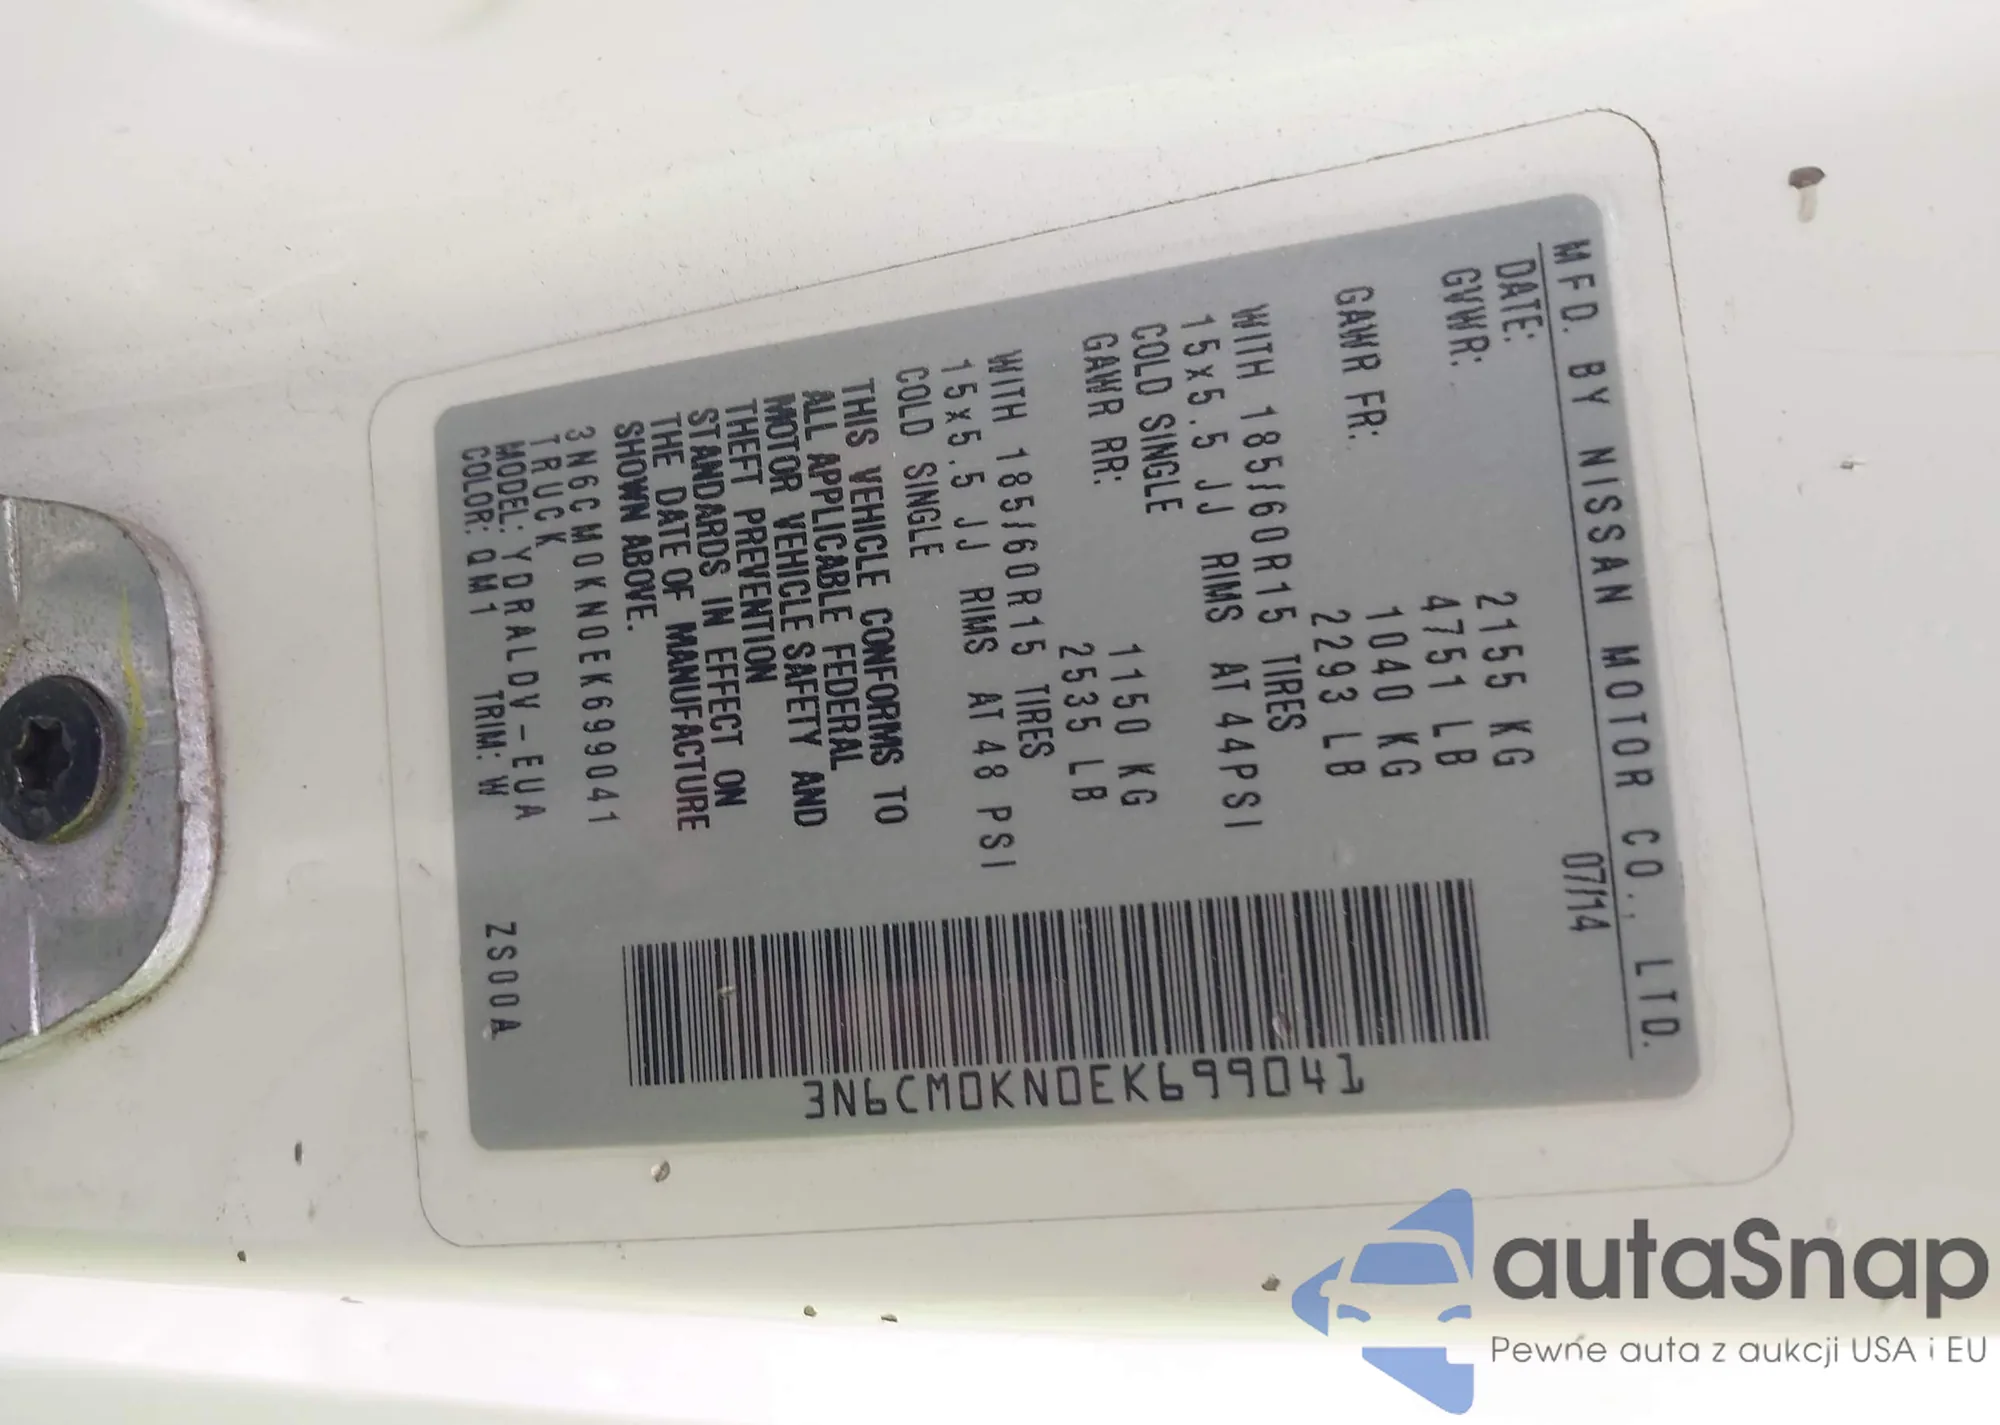 MFD. BY NISSAN MOTOR CO., LTD.
DATE: 07/14
GVWR: 2155 KG
4751 LB
GAWR FR: 1040 KG
2293 LB
WITH 185/60R15 TIRES
15x5.5 JJ RIMS AT 44PSI
COLD SINGLE
GAWR RR: 1150 KG
2535 LB
WITH 185/60R15 TIRES
15x5.5 JJ RIMS AT 48 PSI
COLD SINGLE
THIS VEHICLE CONFORMS TO
ALL APPLICABLE FEDERAL
MOTOR VEHICLE SAFETY AND
THEFT PREVENTION
STANDARDS IN EFFECT ON
THE DATE OF MANUFACTURE
SHOWN ABOVE.
3N6CM0KN0EK699041
TRUCK
MODEL: YDRALDV-EUA
COLOR: QM1 TRIM: W ZS00A
3N6CM0KN0EK699041
autaSnap
Pewne auta z aukcji USA i EU